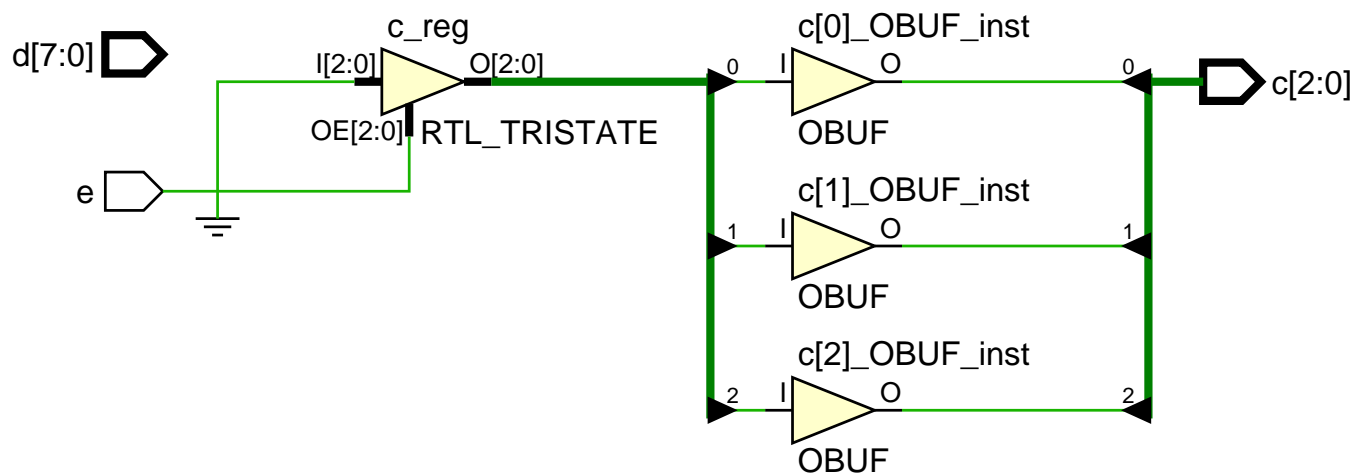 c_reg
c[0]_OBUF_inst
d[7:0]
I[2:0]
O[2:0]
0
I
O
0
c[2:0]
OE[2:0]
RTL_TRISTATE
OBUF
e
c[1]_OBUF_inst
1
I
O
1
OBUF
c[2]_OBUF_inst
2
I
O
2
OBUF